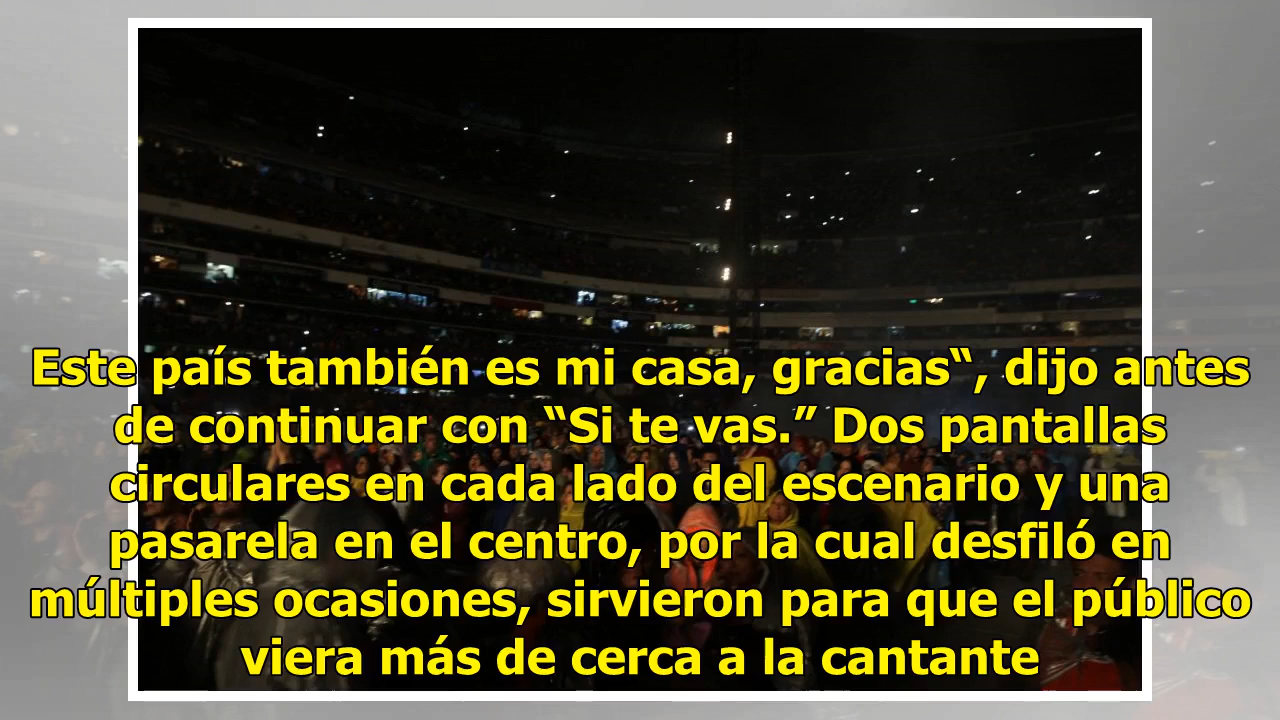 Este país también es mi casa, gracias“, dijo antes
de continuar con “Si te vas.” Dos pantallas
circulares en cada lado del escenario y una
pasarela en el centro, por la cual desfiló en
múltiples ocasiones, sirvieron para que el público
viera más de cerca a la cantante